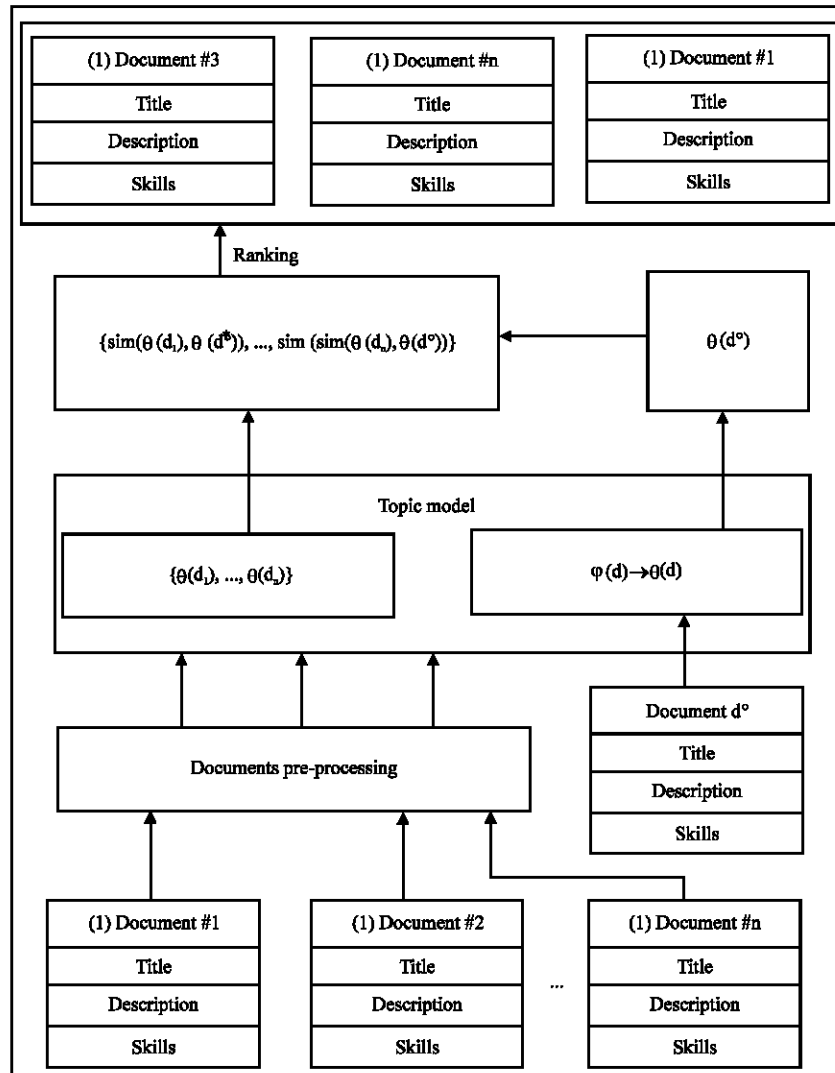 (1) Document #3
Title
Description
Skills
(1) Document #n
Title
Description
Skills
(1) Document #1
Title
Description
Skills
Ranking
{sim(θ (d₁), θ (d*)), ..., sim (sim(θ (dₙ), θ(d°))}
θ (d°)
Topic model
{θ(d₁), ..., θ(dₙ)}
φ(d)→θ(d)
Documents pre-processing
Document d°
Title
Description
Skills
(1) Document #1
Title
Description
Skills
(1) Document #2
Title
Description
Skills
...
(1) Document #n
Title
Description
Skills